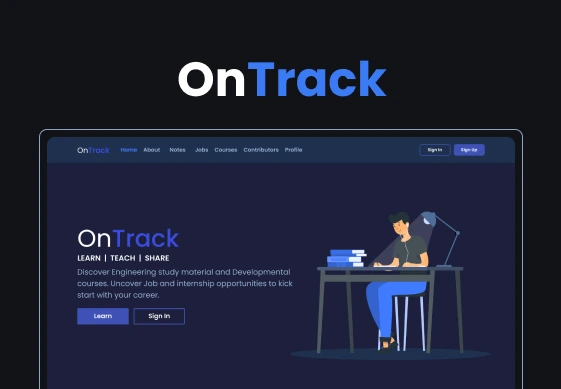 OnTrack
OnTrack Home About Notes Jobs Courses Contributors Profile Sign In Sign Up
OnTrack
LEARN | TEACH | SHARE
Discover Engineering study material and Developmental
courses. Uncover Job and internship opportunities to kick
start with your career.
Learn Sign In